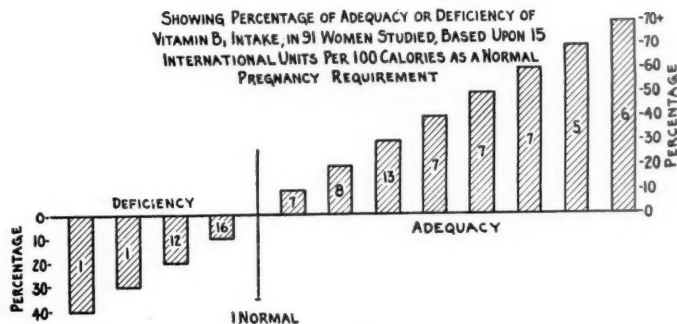 SHOWING PERCENTAGE OF ADEQUACY OR DEFICIENCY OF
VITAMIN B₁ INTAKE, IN 91 WOMEN STUDIED, BASED UPON 15
INTERNATIONAL UNITS PER 100 CALORIES AS A NORMAL
PREGNANCY REQUIREMENT
-70+
-60
-50
-40
-30
-20
-10
-0
PERCENTAGE
7 8 13 7 7 7 5 6
ADEQUACY
DEFICIENCY
PERCENTAGE
0-
10-
20-
30-
40-
1 1 12 16
1 NORMAL